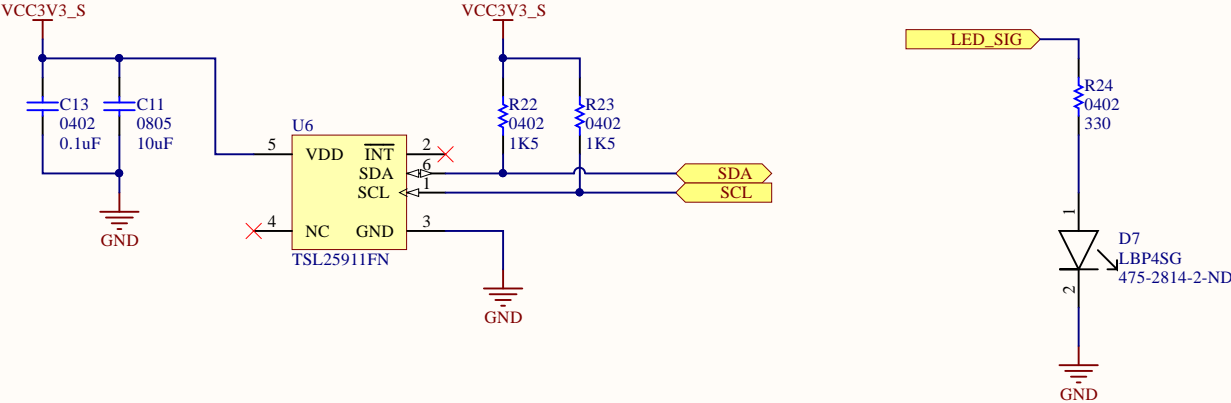 VCC3V3_S
C13
0402
0.1uF
C11
0805
10uF
GND
U6
5
VDD
4
NC
TSL25911FN
INT
2
SDA
6
SCL
1
GND
3
VCC3V3_S
R22
0402
1K5
R23
0402
1K5
SDA
SCL
GND
LED_SIG
R24
0402
330
1
2
D7
LBP4SG
475-2814-2-ND
GND